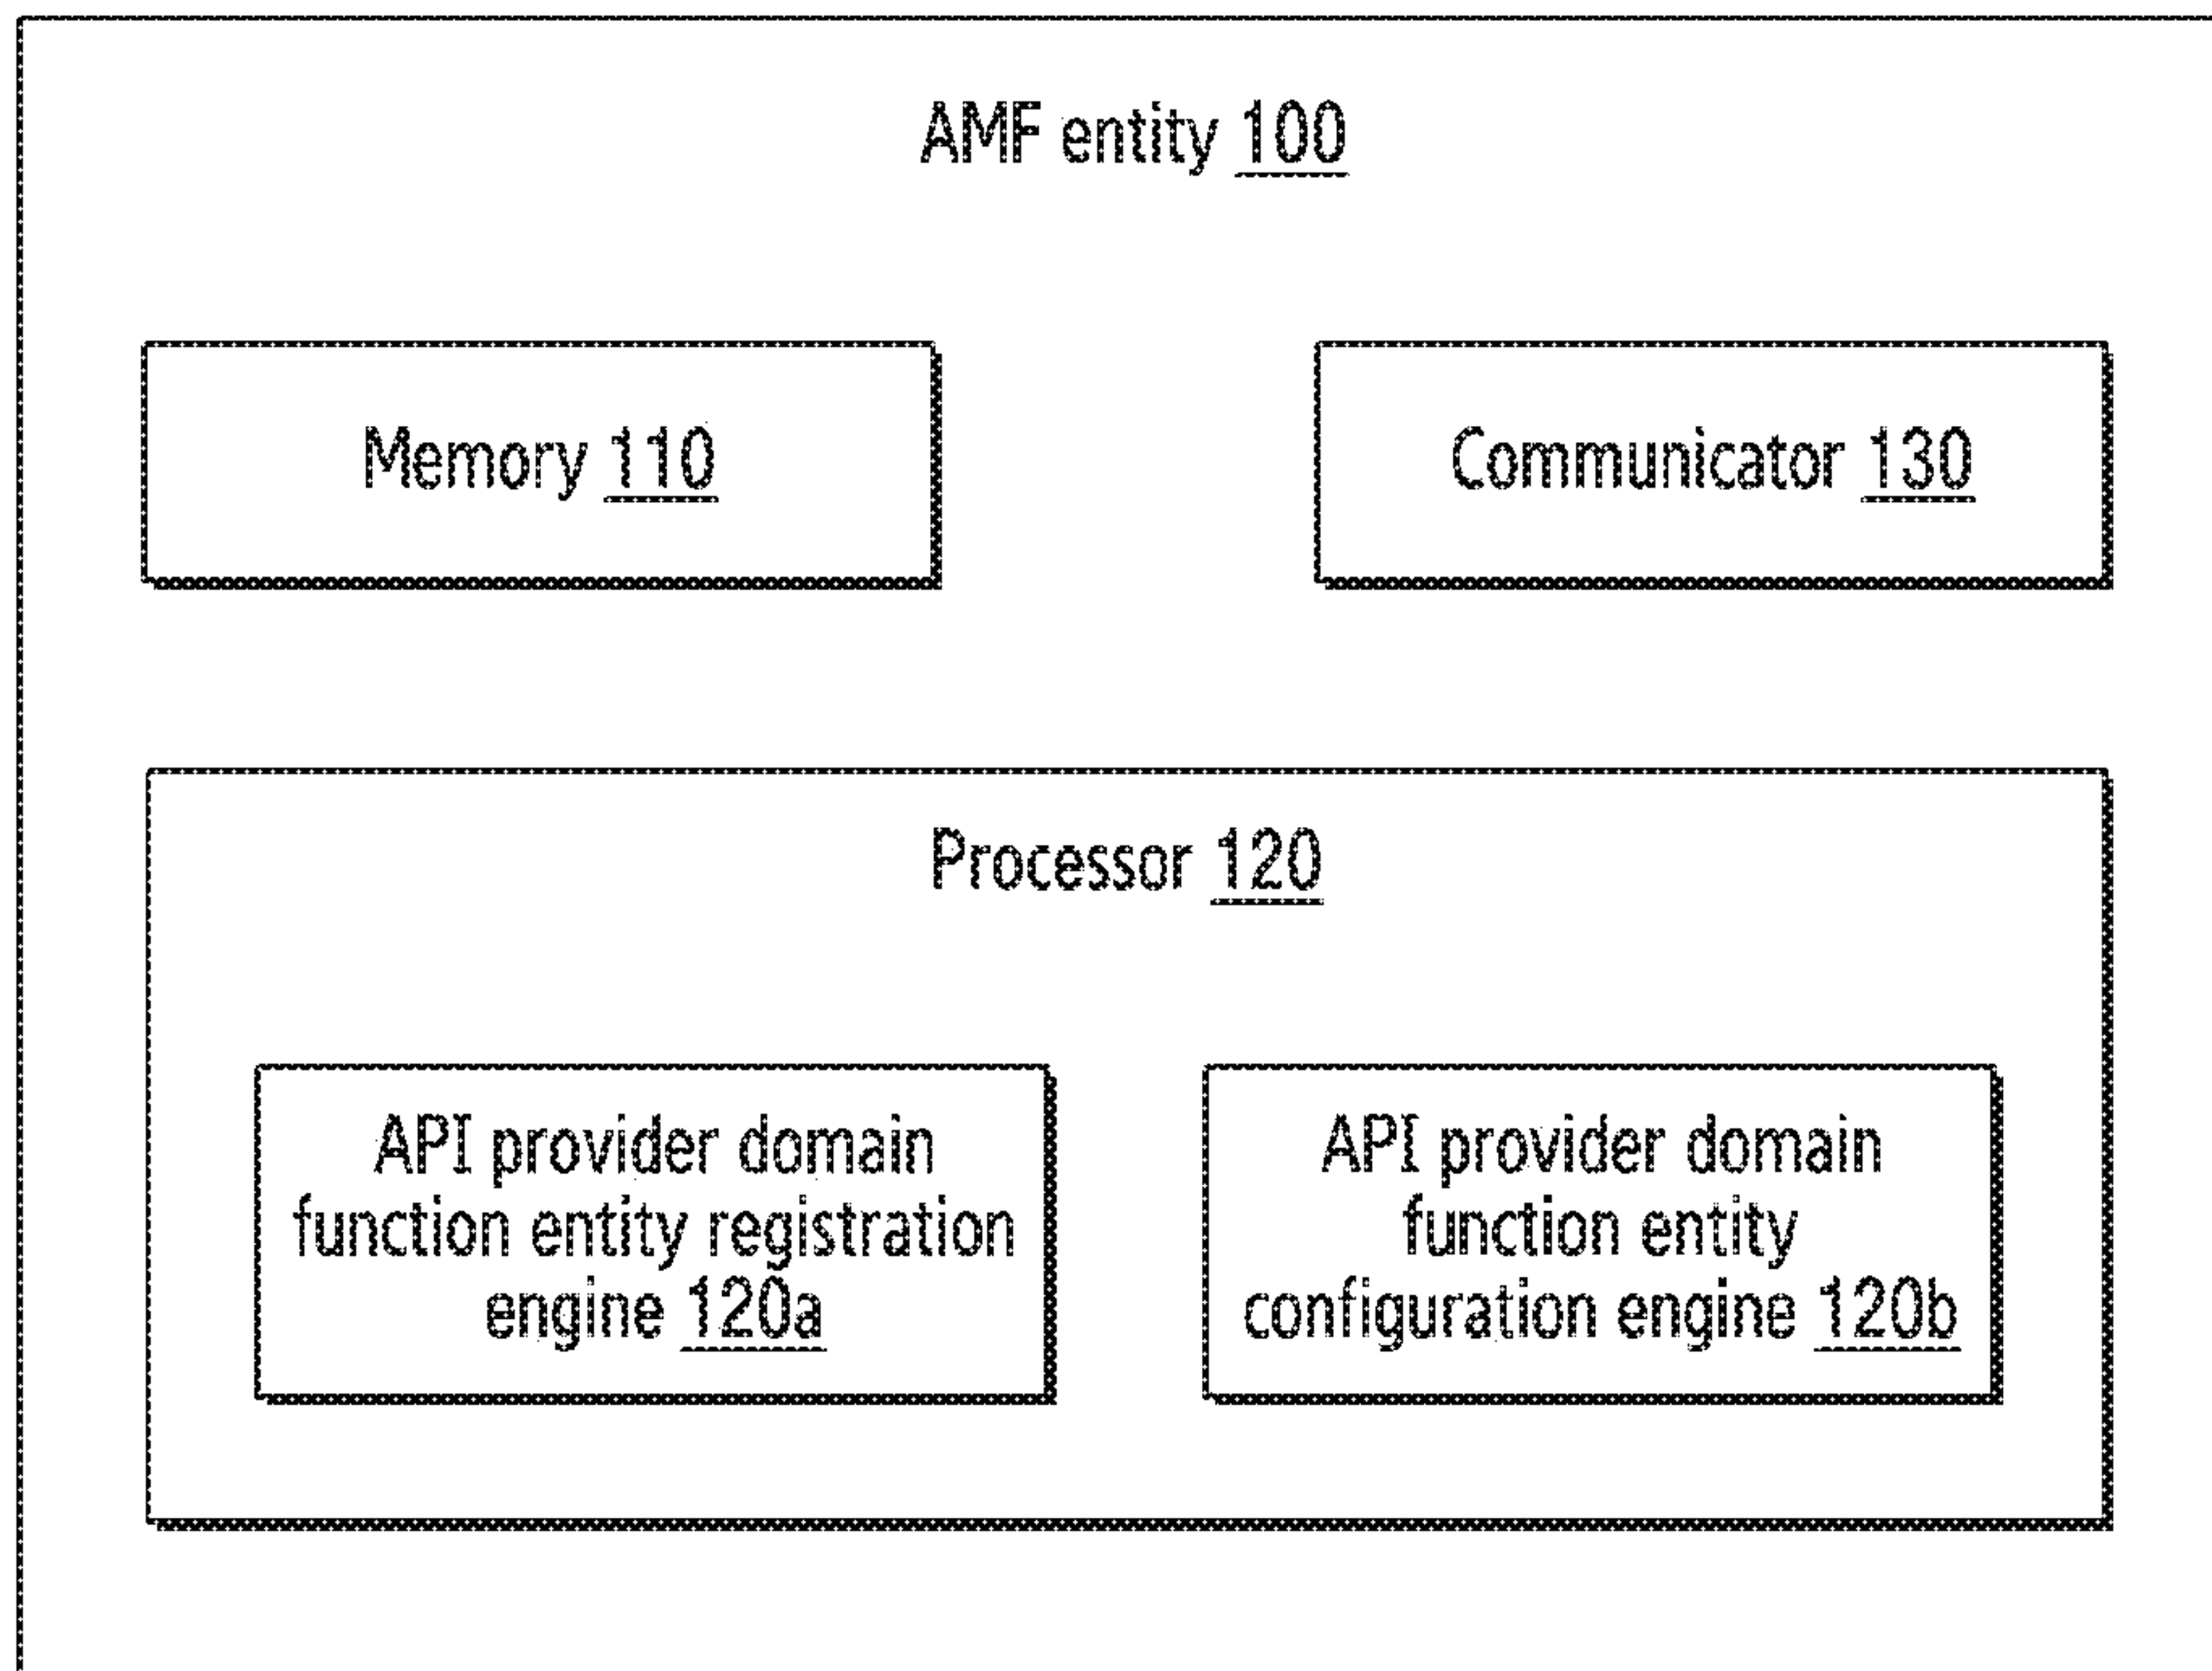 AMF entity 100
Memory 110
Communicator 130
Processor 120
API provider domain
function entity registration
engine 120a
API provider domain
function entity
configuration engine 120b